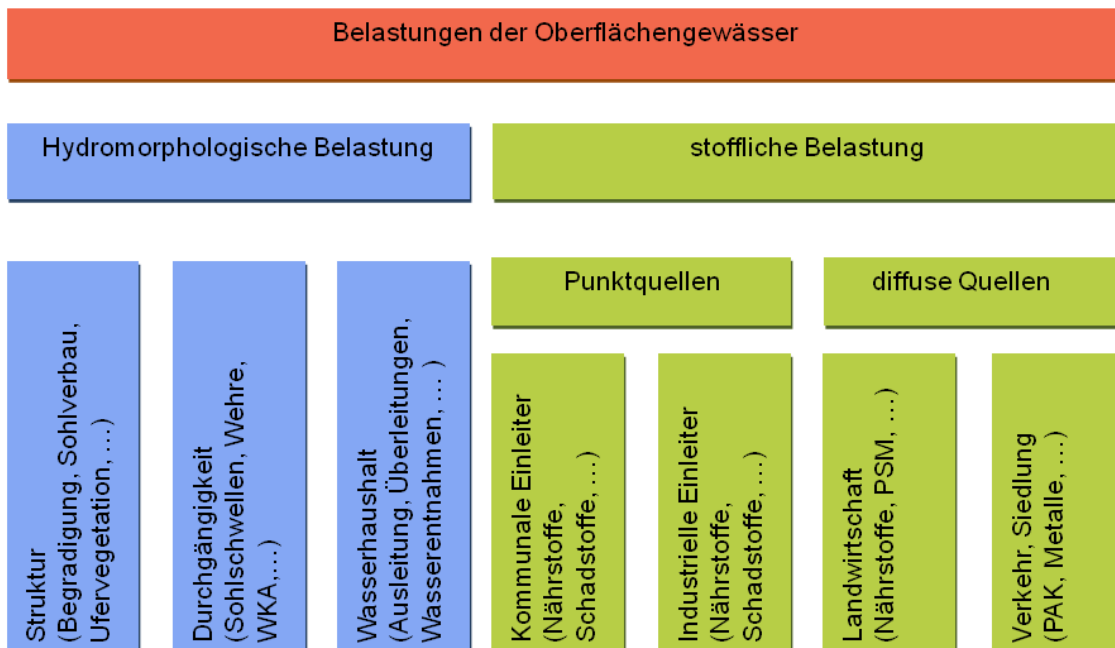 Belastungen der Oberflächengewässer
Hydromorphologische Belastung
stoffliche Belastung
Punktquellen
diffuse Quellen
Struktur
(Begradigung, Sohlverbau,
Ufervegetation, …)
Durchgängigkeit
(Sohlschwellen, Wehre,
WKA,…)
Wasserhaushalt
(Ausleitung, Überleitungen,
Wasserentnahmen, … )
Kommunale Einleiter
(Nährstoffe,
Schadstoffe, …)
Industrielle Einleiter
(Nährstoffe,
Schadstoffe, …)
Landwirtschaft
(Nährstoffe, PSM, …)
Verkehr, Siedlung
(PAK, Metalle, …)